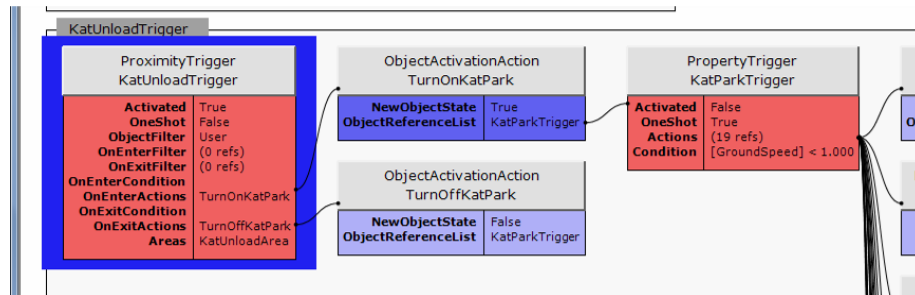 KatUnloadTrigger
ProximityTrigger
KatUnloadTrigger
Activated True
OneShot False
ObjectFilter User
OnEnterFilter (0 refs)
OnExitFilter (0 refs)
OnEnterCondition
OnEnterActions TurnOnKatPark
OnExitCondition
OnExitActions TurnOffKatPark
Areas KatUnloadArea
ObjectActivationAction
TurnOnKatPark
NewObjectState True
ObjectReferenceList KatParkTrigger
ObjectActivationAction
TurnOffKatPark
NewObjectState False
ObjectReferenceList KatParkTrigger
PropertyTrigger
KatParkTrigger
Activated False
OneShot True
Actions (19 refs)
Condition [GroundSpeed] < 1.000